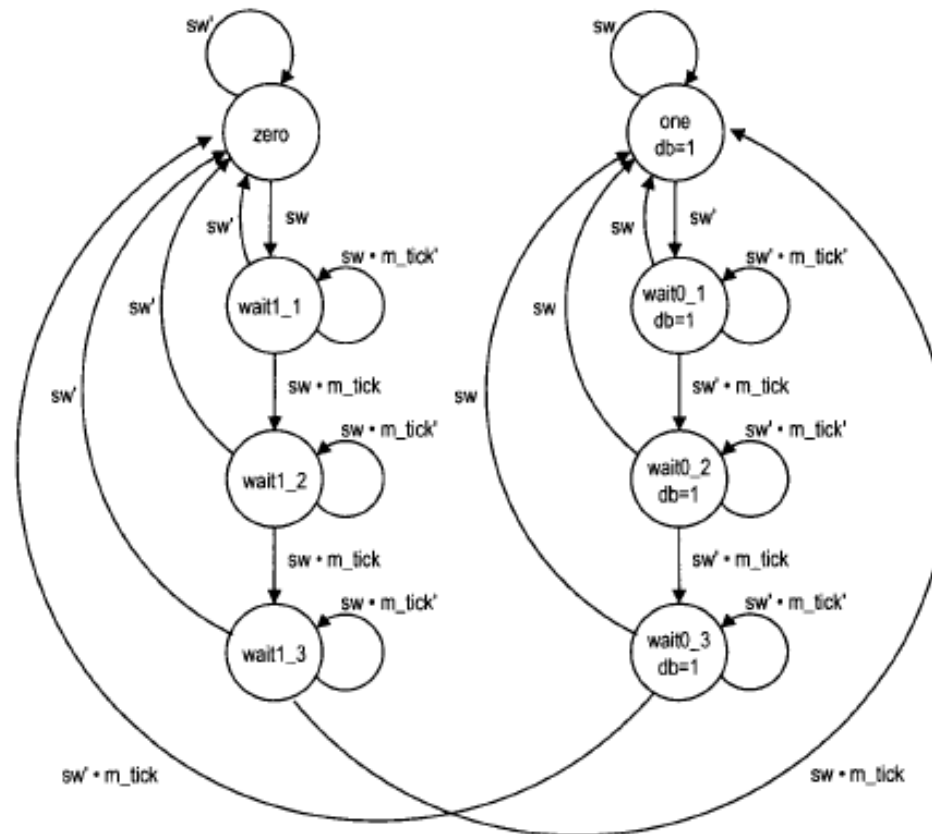 sw'
sw
zero
one
db=1
sw'
sw
sw
sw'
sw • m_tick'
sw' • m_tick'
wait1_1
wait0_1
db=1
sw'
sw
sw • m_tick
sw' • m_tick
sw'
sw
sw • m_tick'
sw' • m_tick'
wait1_2
wait0_2
db=1
sw • m_tick
sw' • m_tick
sw • m_tick'
sw' • m_tick'
wait1_3
wait0_3
db=1
sw' • m_tick
sw • m_tick